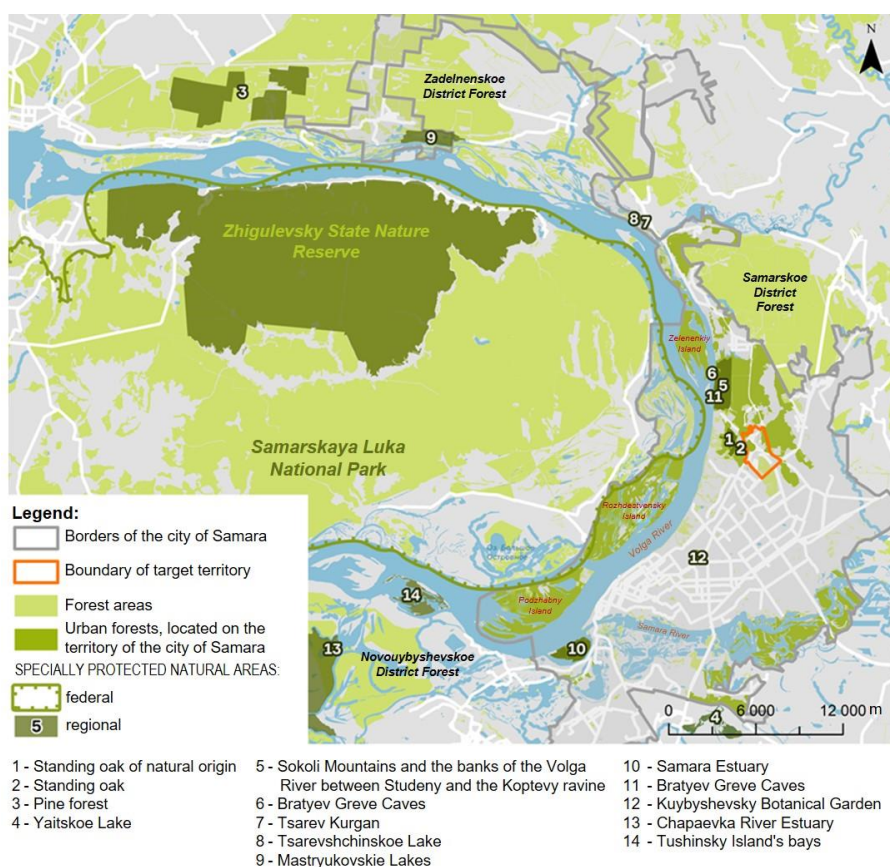 N
Zadelnenskoe
District Forest
3
9
8
7
Zhigulevsky State Nature
Reserve
Samarskoe
District
Forest
Zelenenkiy
Island
6
5
11
1
2
Samarskaya Luka
National Park
Rozhdestvensky
Island
Volga River
12
14
Podzhabny
Island
Samara River
13
Novouybyshevskoe
District Forest
10
4
0 6 000 12 000 m
Legend:
Borders of the city of Samara
Boundary of target territory
Forest areas
Urban forests, located on the
territory of the city of Samara
SPECIALLY PROTECTED NATURAL AREAS:
federal
5 regional
1 - Standing oak of natural origin
2 - Standing oak
3 - Pine forest
4 - Yaitskoe Lake
5 - Sokoli Mountains and the banks of the Volga
River between Studeny and the Koptevy ravine
6 - Bratyev Greve Caves
7 - Tsarev Kurgan
8 - Tsarevshchinskoe Lake
9 - Mastryukovskie Lakes
10 - Samara Estuary
11 - Bratyev Greve Caves
12 - Kuybyshevsky Botanical Garden
13 - Chapaevka River Estuary
14 - Tushinsky Island's bays